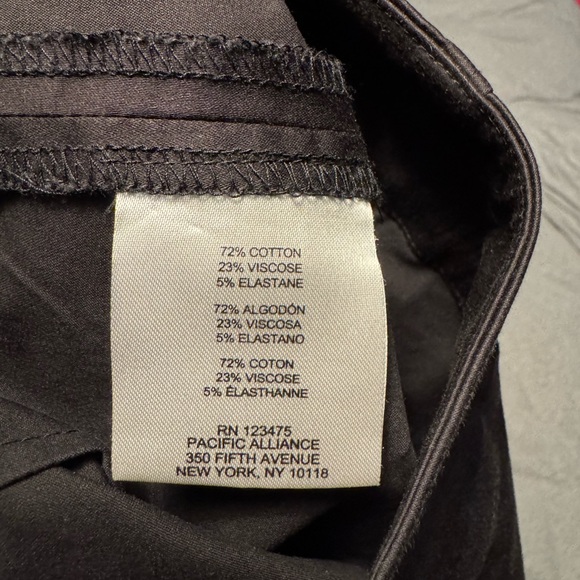 72% COTTON
23% VISCOSE
5% ELASTANE
72% ALGODÓN
23% VISCOSA
5% ELASTANO
72% COTON
23% VISCOSE
5% ÉLASTHANNE
RN 123475
PACIFIC ALLIANCE
350 FIFTH AVENUE
NEW YORK, NY 10118